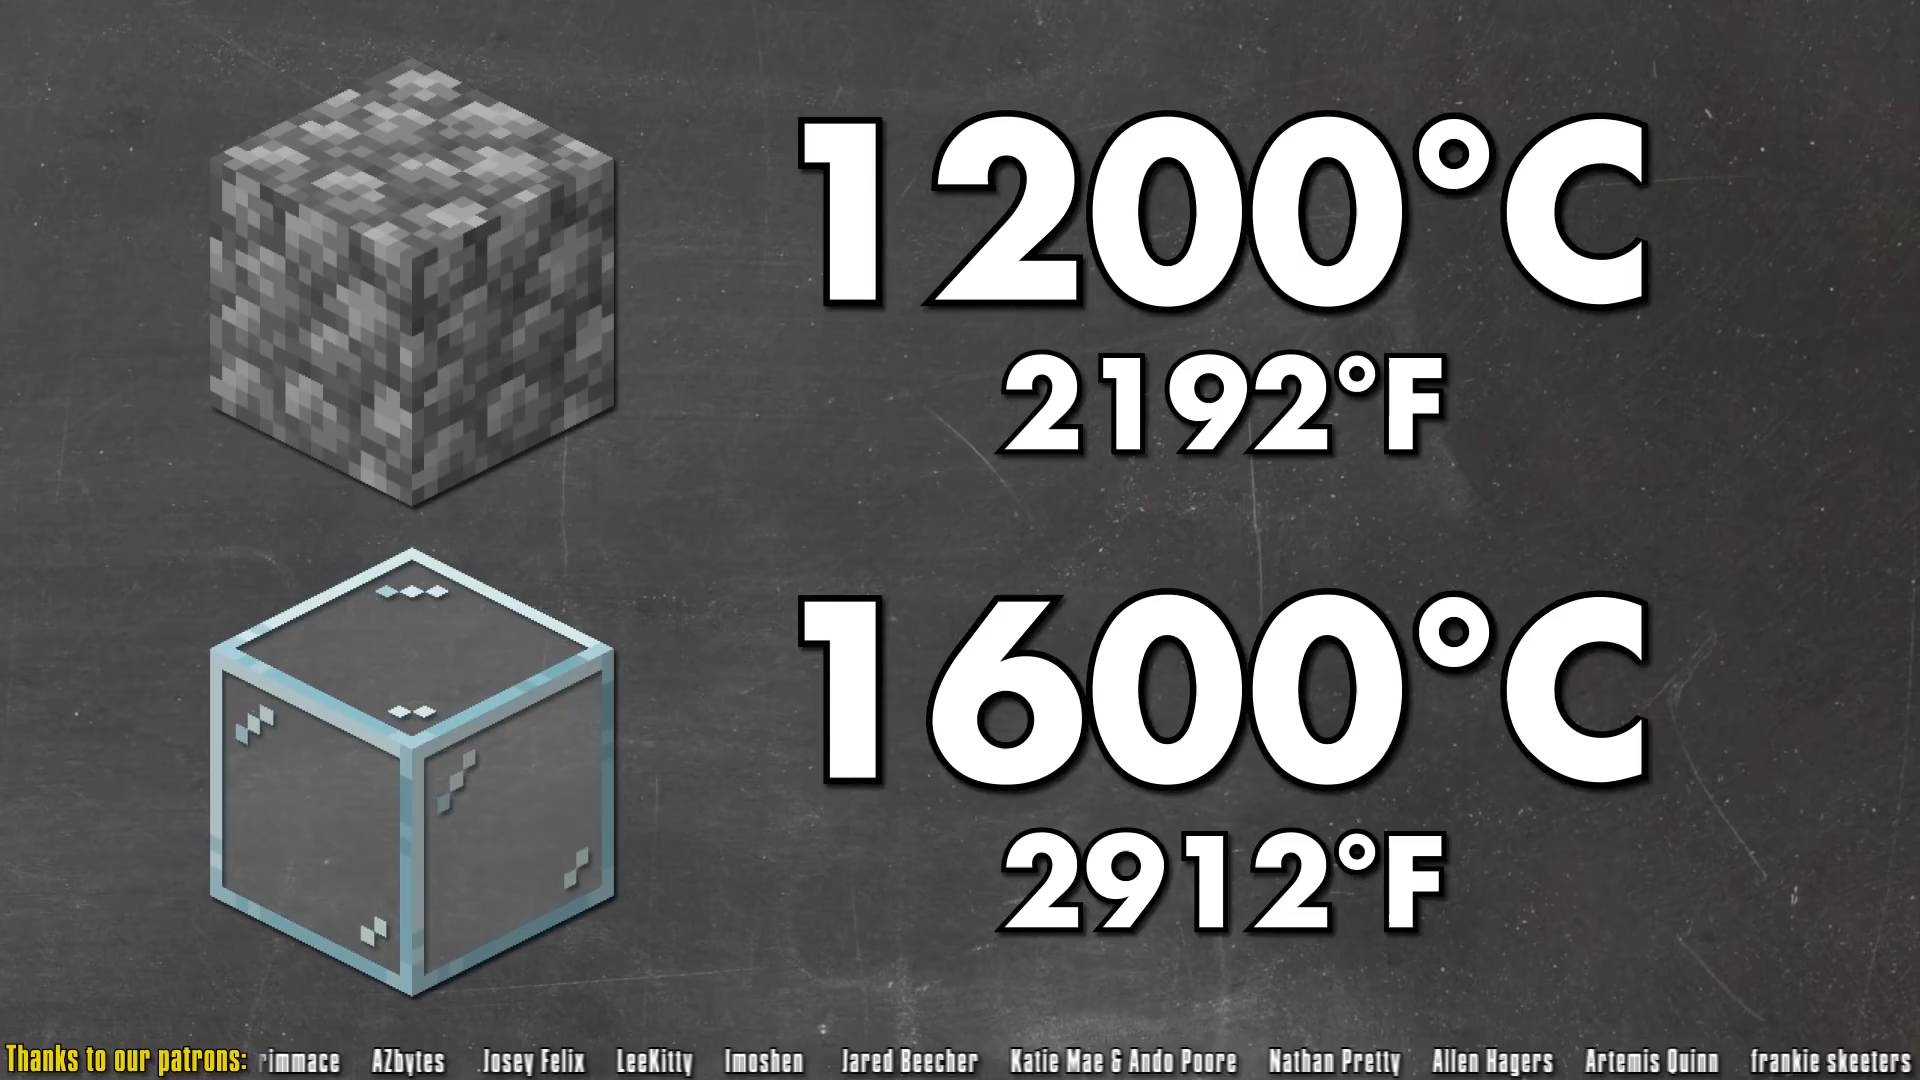 1200°C
2192°F
1600°C
2912°F
Thanks to our patrons: AZbytes Josey Felix LeeKitty Imoshen Jared Beecher Katie Mae & Ando Poore Nathan Pretty Allen Hagers Artemis Quinn frankie skeeters